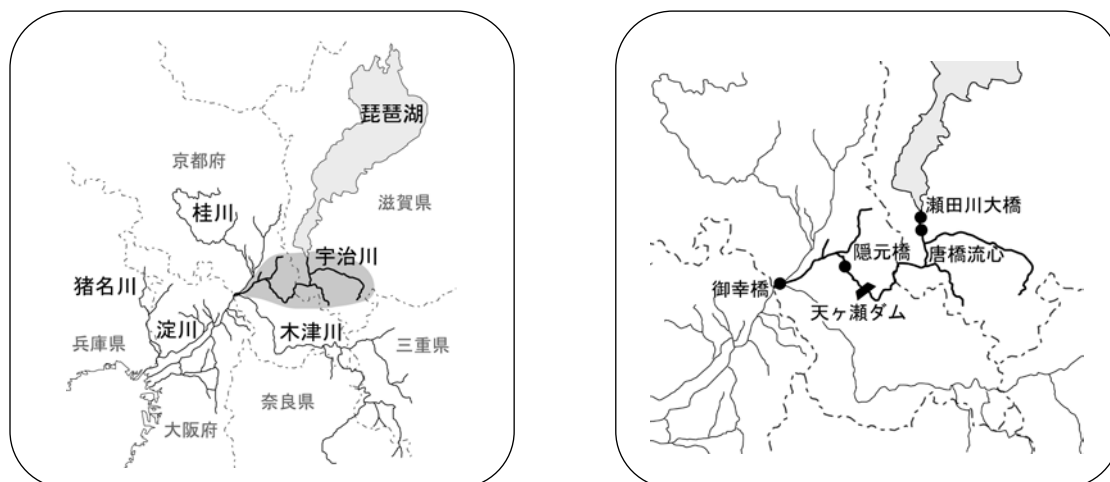 琵琶湖
京都府
滋賀県
桂川
宇治川
猪名川
淀川
木津川
兵庫県
三重県
奈良県
大阪府
瀬田川大橋
隠元橋
唐橋流心
御幸橋
天ヶ瀬ダム